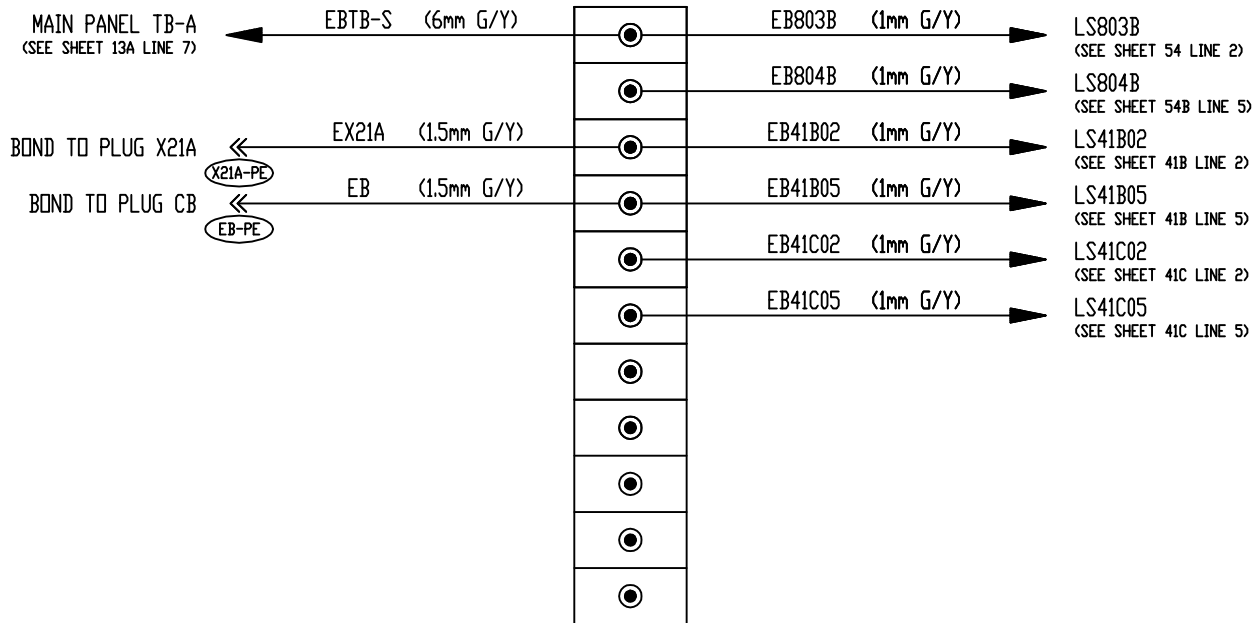 MAIN PANEL TB-A
(SEE SHEET 13A LINE 7)
EBTB-S (6mm G/Y)
EB803B (1mm G/Y)
LS803B
(SEE SHEET 54 LINE 2)
EB804B (1mm G/Y)
LS804B
(SEE SHEET 54B LINE 5)
BOND TO PLUG X21A
X21A-PE
EX21A (1.5mm G/Y)
EB41B02 (1mm G/Y)
LS41B02
(SEE SHEET 41B LINE 2)
BOND TO PLUG CB
EB-PE
EB (1.5mm G/Y)
EB41B05 (1mm G/Y)
LS41B05
(SEE SHEET 41B LINE 5)
EB41C02 (1mm G/Y)
LS41C02
(SEE SHEET 41C LINE 2)
EB41C05 (1mm G/Y)
LS41C05
(SEE SHEET 41C LINE 5)